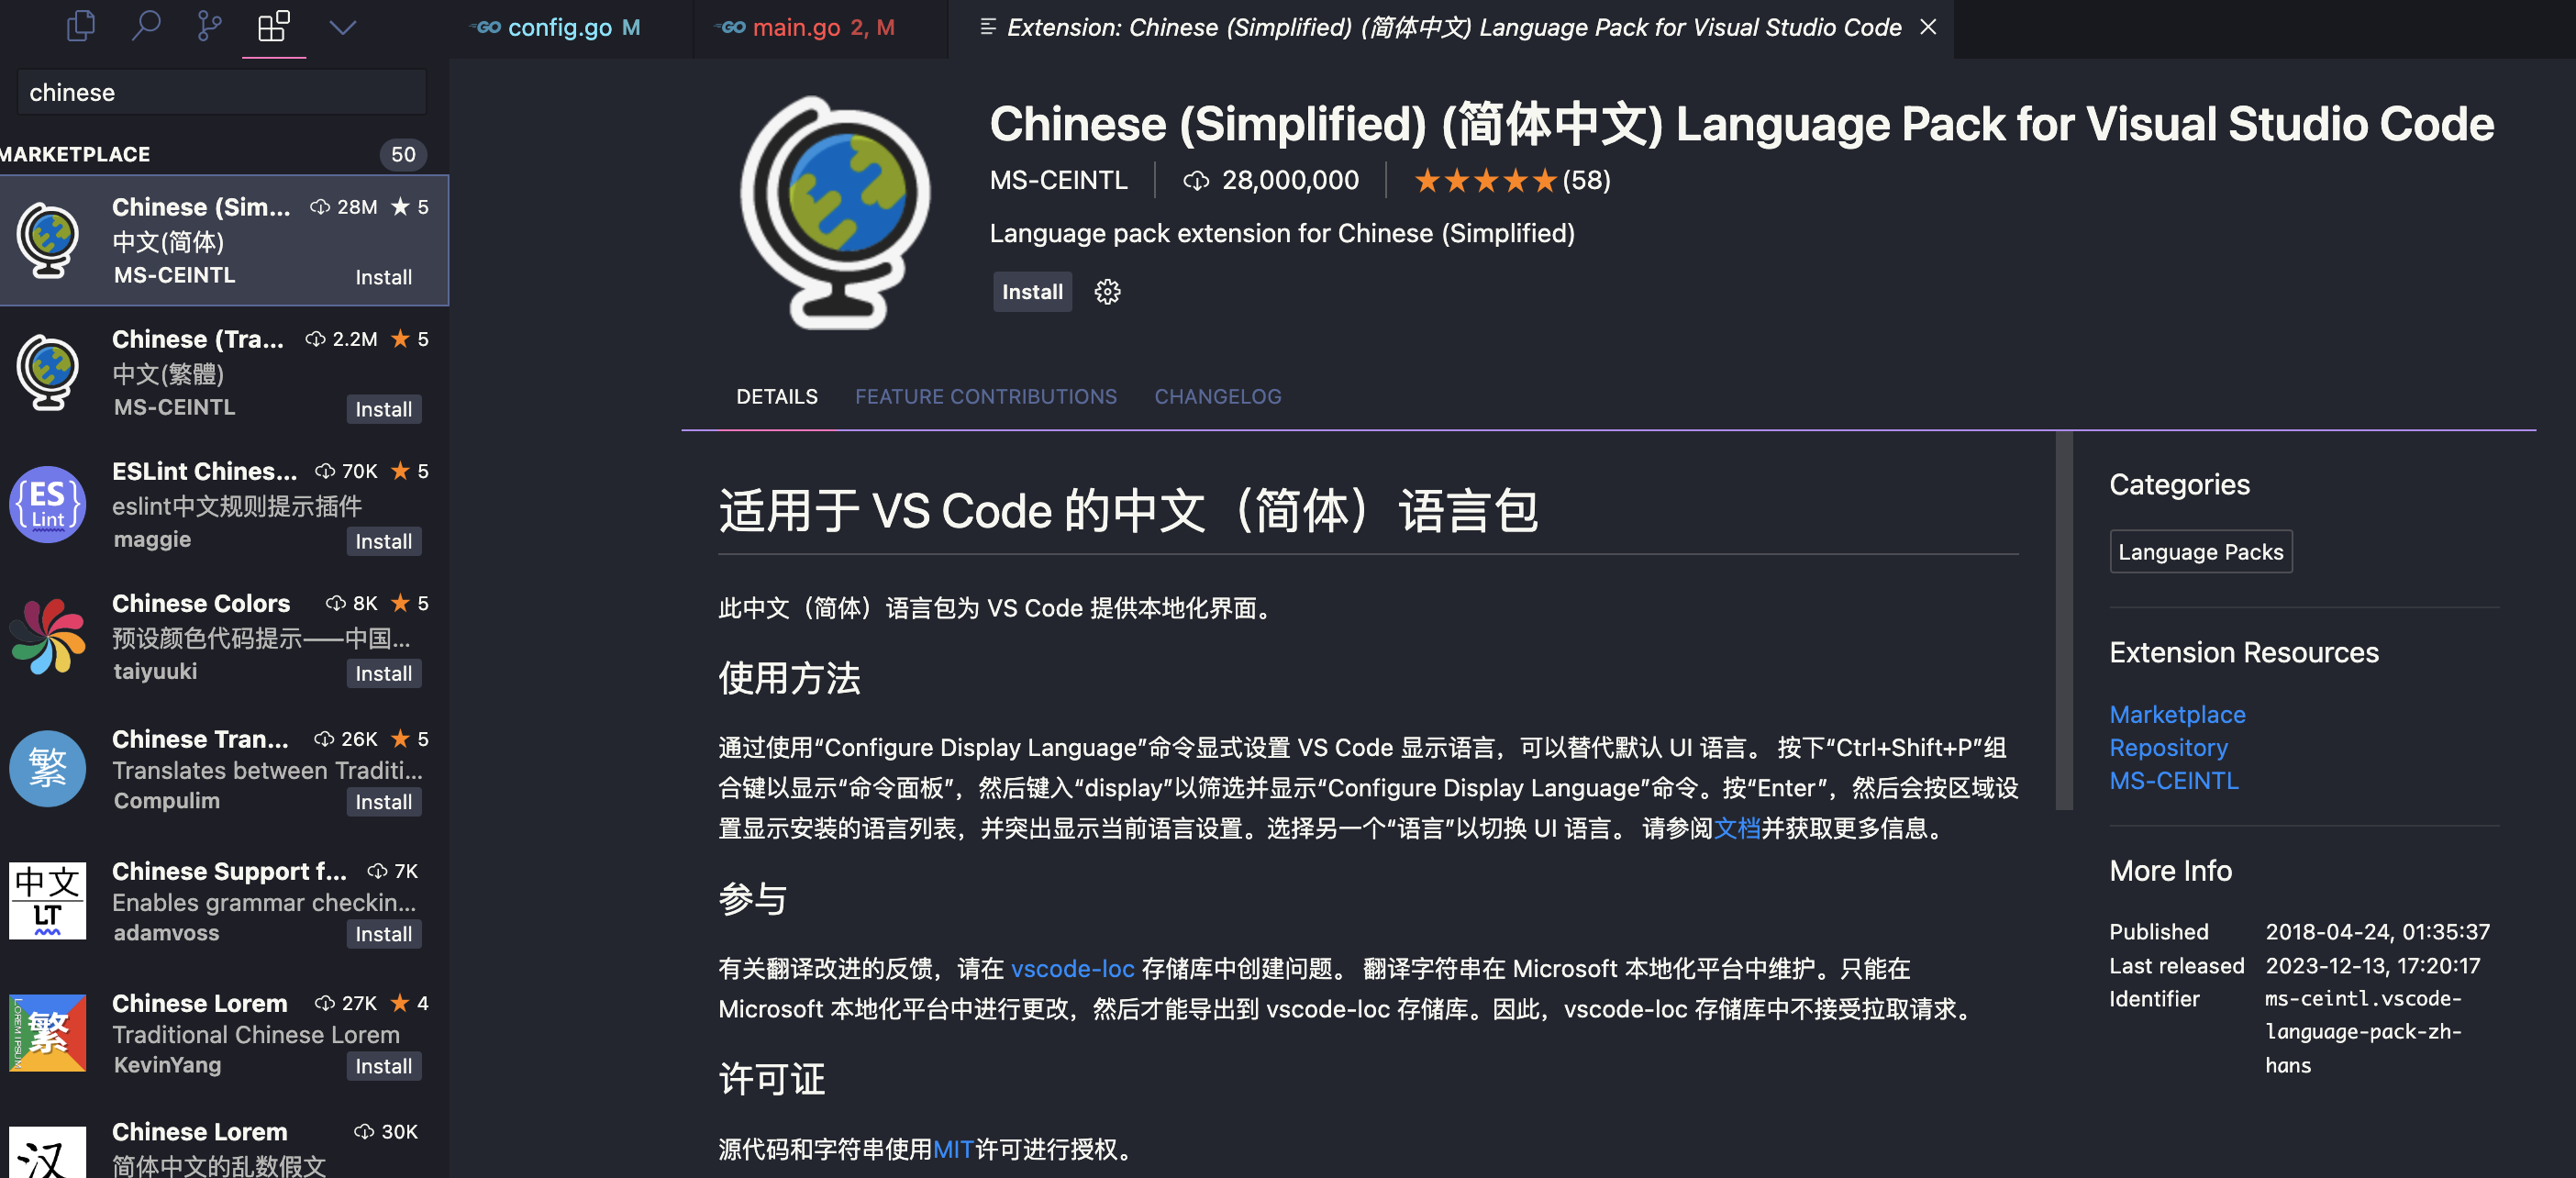 config.go M
main.go 2, M
Extension: Chinese (Simplified) (简体中文) Language Pack for Visual Studio Code
chinese
MARKETPLACE 50
Chinese (Sim... 28M ★ 5
中文(简体)
MS-CEINTL Install
Chinese (Tra... 2.2M ★ 5
中文(繁體)
MS-CEINTL Install
ESLint Chines... 70K ★ 5
eslint中文规则提示插件
maggie Install
Chinese Colors 8K ★ 5
预设颜色代码提示——中国...
taiyuuki Install
Chinese Tran... 26K ★ 5
Translates between Traditi...
Compulim Install
Chinese Support f... 7K
Enables grammar checkin...
adamvoss Install
Chinese Lorem 27K ★ 4
Traditional Chinese Lorem
KevinYang Install
Chinese Lorem 30K
简体中文的乱数假文
{ES}
Lint
繁
中文
LT
LOREM IPSUM
繁
汉
Chinese (Simplified) (简体中文) Language Pack for Visual Studio Code
MS-CEINTL 28,000,000 ★★★★★(58)
Language pack extension for Chinese (Simplified)
Install
DETAILS FEATURE CONTRIBUTIONS CHANGELOG
适用于 VS Code 的中文（简体）语言包
此中文（简体）语言包为 VS Code 提供本地化界面。
使用方法
通过使用“Configure Display Language”命令显式设置 VS Code 显示语言，可以替代默认 UI 语言。 按下“Ctrl+Shift+P”组
合键以显示“命令面板”，然后键入“display”以筛选并显示“Configure Display Language”命令。按“Enter”，然后会按区域设
置显示安装的语言列表，并突出显示当前语言设置。选择另一个“语言”以切换 UI 语言。 请参阅文档并获取更多信息。
参与
有关翻译改进的反馈，请在 vscode-loc 存储库中创建问题。 翻译字符串在 Microsoft 本地化平台中维护。只能在
Microsoft 本地化平台中进行更改，然后才能导出到 vscode-loc 存储库。因此，vscode-loc 存储库中不接受拉取请求。
许可证
源代码和字符串使用MIT许可进行授权。
Categories
Language Packs
Extension Resources
Marketplace
Repository
MS-CEINTL
More Info
Published 2018-04-24, 01:35:37
Last released 2023-12-13, 17:20:17
Identifier ms-ceintl.vscode-
language-pack-zh-
hans